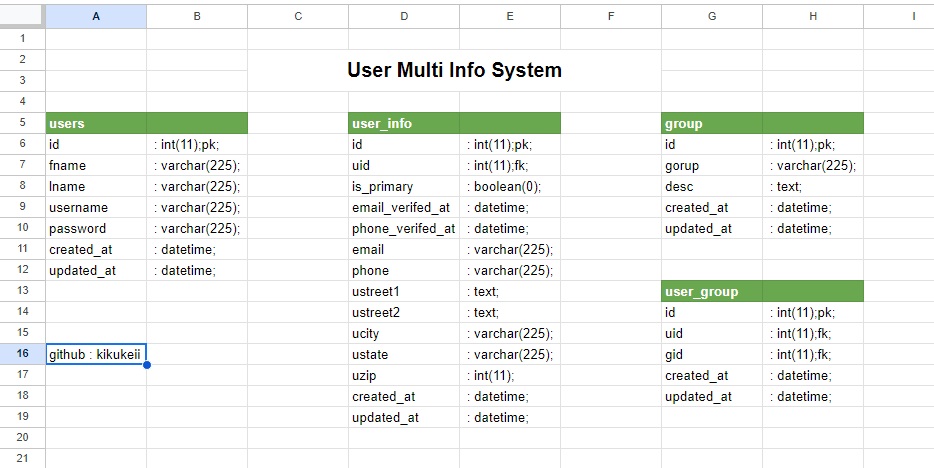 A B C D E F G H I
1
2
User Multi Info System
3
4
5 users user_info group
6 id : int(11);pk; id : int(11);pk; id : int(11);pk;
7 fname : varchar(225); uid : int(11);fk; gorup : varchar(225);
8 lname : varchar(225); is_primary : boolean(0); desc : text;
9 username : varchar(225); email_verifed_at : datetime; created_at : datetime;
10 password : varchar(225); phone_verifed_at : datetime; updated_at : datetime;
11 created_at : datetime; email : varchar(225);
12 updated_at : datetime; phone : varchar(225);
13 ustreet1 : text; user_group
14 ustreet2 : text; id : int(11);pk;
15 ucity : varchar(225); uid : int(11);fk;
16 github : kikukeii ustate : varchar(225); gid : int(11);fk;
17 uzip : int(11); created_at : datetime;
18 created_at : datetime; updated_at : datetime;
19 updated_at : datetime;
20
21